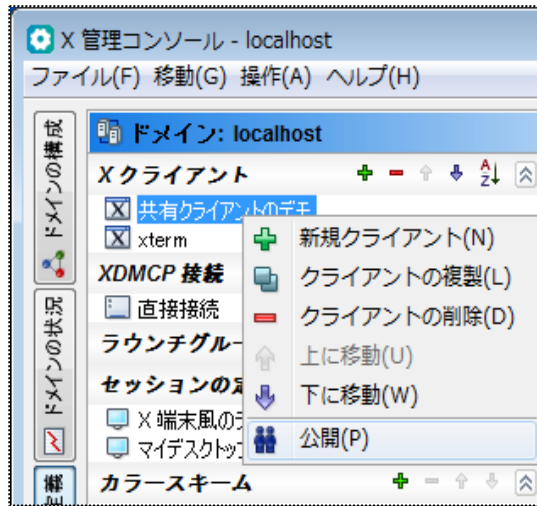 X 管理コンソール - localhost
ファイル(F) 移動(G) 操作(A) ヘルプ(H)
ドメインの構成
ドメインの状況
ドメイン: localhost
X クライアント
共有クライアントのデモ
xterm
XDMCP 接続
直接接続
ラウンチグルー
セッションの定
X 端末風のデ
マイデスクトップ
カラースキーム
新規クライアント(N)
クライアントの複製(L)
クライアントの削除(D)
上に移動(U)
下に移動(W)
公開(P)